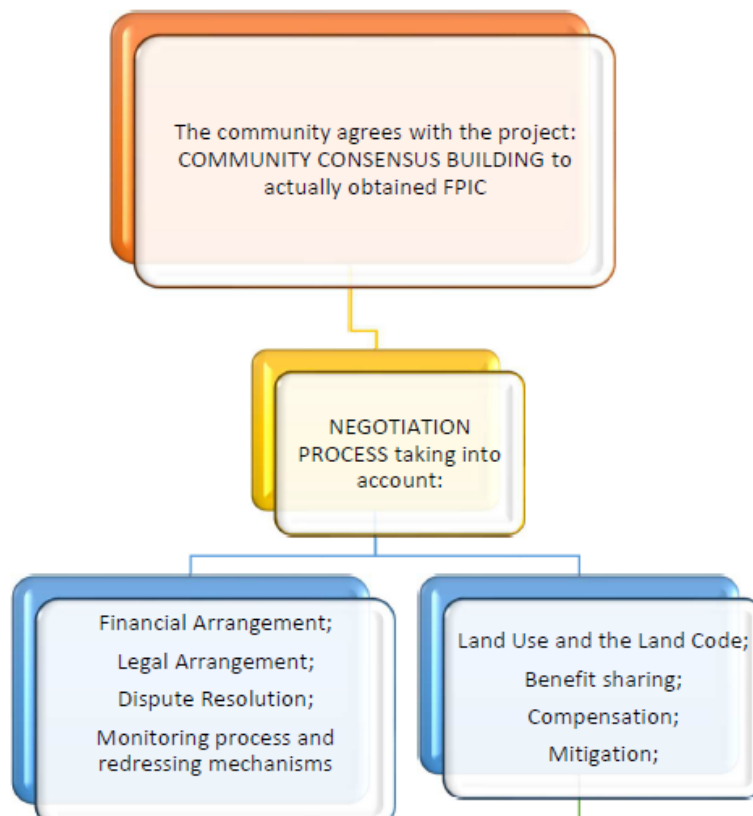 The community agrees with the project:
COMMUNITY CONSENSUS BUILDING to
actually obtained FPIC
NEGOTIATION
PROCESS taking into
account:
Financial Arrangement;
Legal Arrangement;
Dispute Resolution;
Monitoring process and
redressing mechanisms
Land Use and the Land Code;
Benefit sharing;
Compensation;
Mitigation;